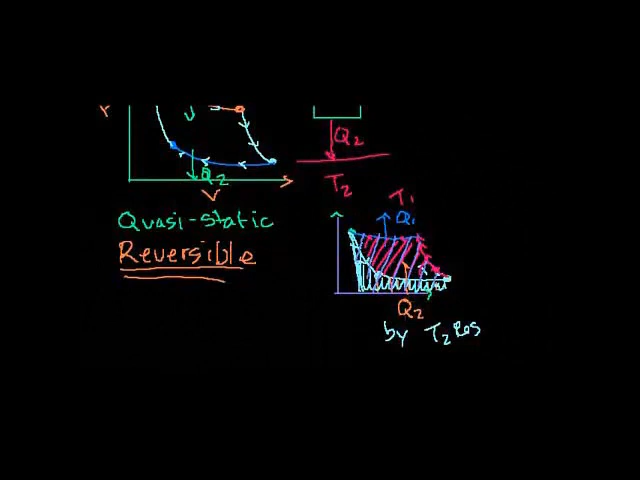 Q2
Q2
V
T2
Quasi-static
T1
Q1
Reversible
Q2
by T2 Res